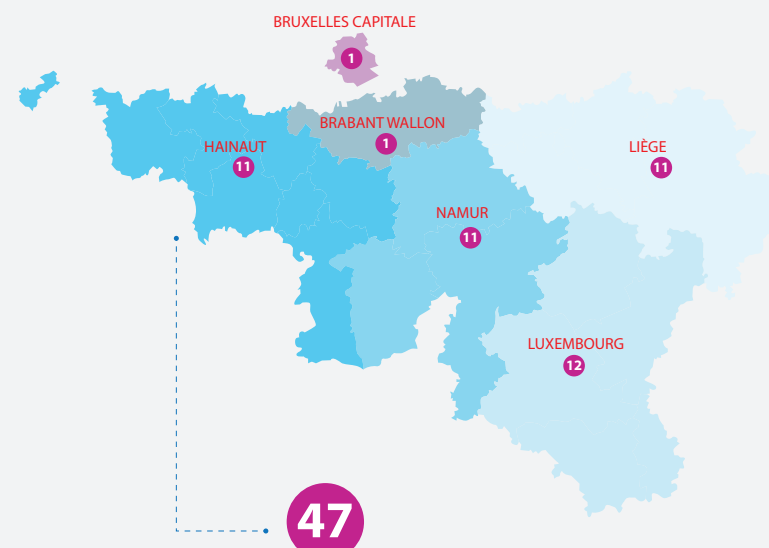 BRUXELLES CAPITALE
1
BRABANT WALLON
1
HAINAUT
11
LIÈGE
11
NAMUR
11
LUXEMBOURG
12
47